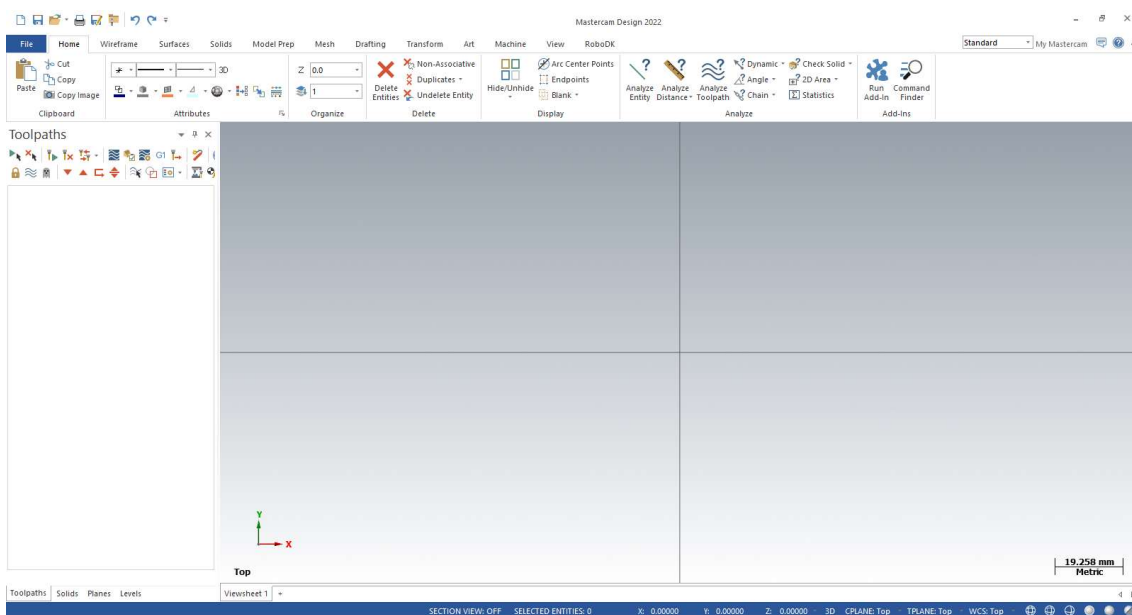 Mastercam Design 2022
File Home Wireframe Surfaces Solids Model Prep Mesh Drafting Transform Art Machine View RoboDK Standard My Mastercam
Paste
Cut
Copy
Copy Image
Clipboard
3D
Attributes
Z 0.0
1
Organize
Delete Entities
Non-Associative
Duplicates
Undelete Entity
Delete
Hide/Unhide
Arc Center Points
Endpoints
Blank
Display
Analyze Entity
Analyze Distance
Analyze Toolpath
Dynamic
Angle
Chain
Check Solid
2D Area
Statistics
Analyze
Run Add-In
Command Finder
Add-Ins
Toolpaths
G1
Y
X
Top
19.258 mm
Metric
Toolpaths Solids Planes Levels
Viewsheet 1 +
SECTION VIEW: OFF SELECTED ENTITIES: 0 X: 0.00000 Y: 0.00000 Z: 0.00000 3D CPLANE: Top TPLANE: Top WCS: Top